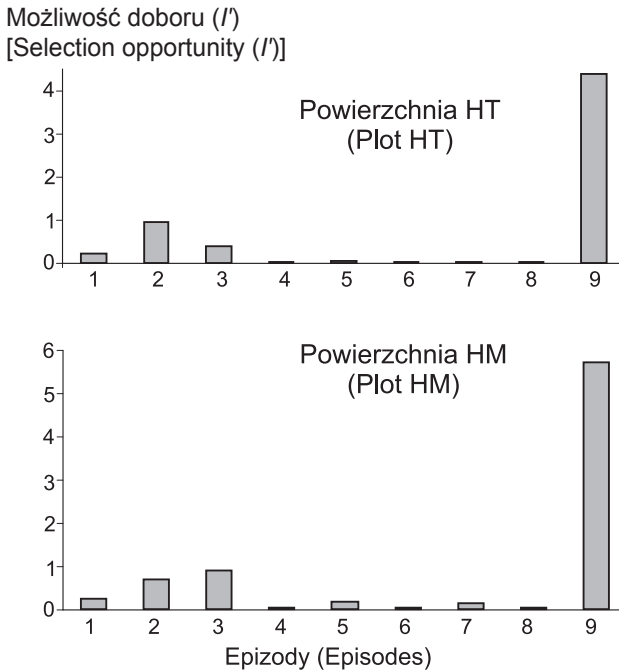 Możliwość doboru (I')
[Selection opportunity (I')]
Powierzchnia HT
(Plot HT)
4
3
2
1
0
1 2 3 4 5 6 7 8 9
Powierzchnia HM
(Plot HM)
6
5
4
3
2
1
0
1 2 3 4 5 6 7 8 9
Epizody (Episodes)